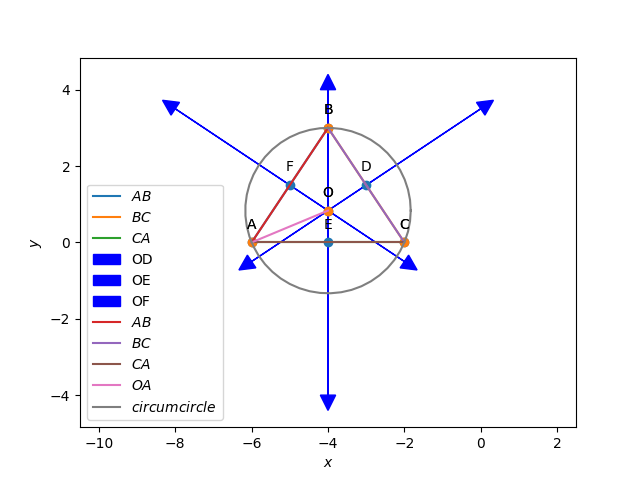 4
2
0
−2
−4
y
B
F
D
O
A
E
C
AB
BC
CA
OD
OE
OF
AB
BC
CA
OA
circumcircle
−10
−8
−6
−4
−2
0
2
x